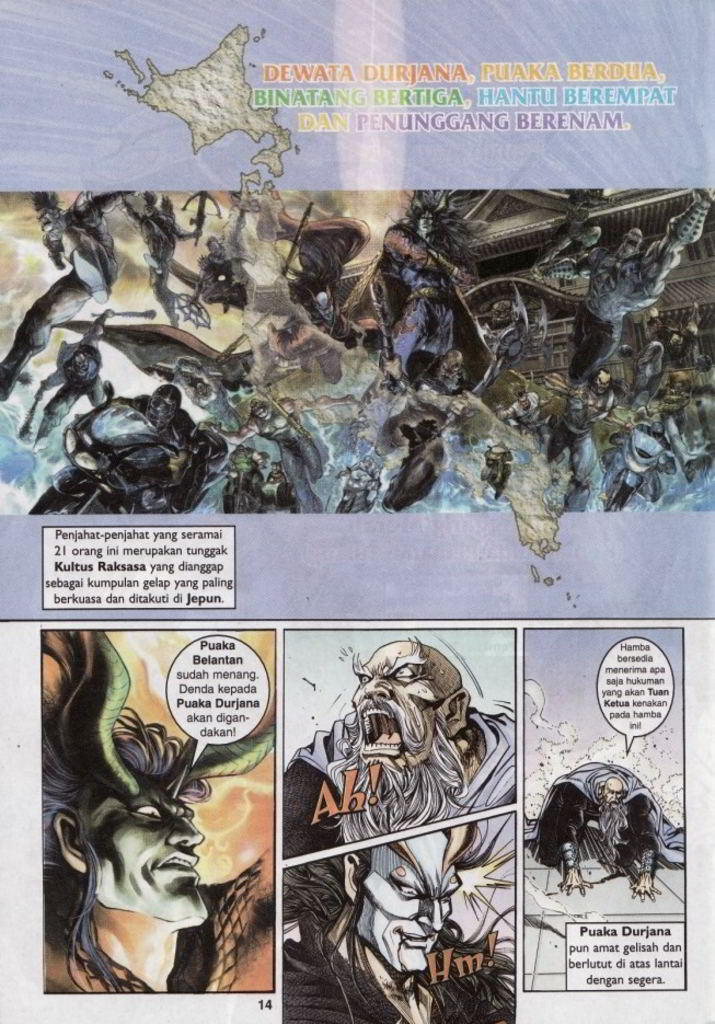 DEWATA DURJANA, PUAKA BERDUA,
BINATANG BERTIGA, HANTU BEREMPAT
DAN PENUNGGANG BERENAM.
Penjahat-penjahat yang seramai
21 orang ini merupakan tunggak
Kultus Raksasa yang dianggap
sebagai kumpulan gelap yang paling
berkuasa dan ditakuti di Jepun.
Puaka
Belantan
sudah menang.
Denda kepada
Puaka Durjana
akan digan-
dakan!
Ah!
Hm!
Hamba
bersedia
menerima apa
saja hukuman
yang akan Tuan
Ketua kenakan
pada hamba
ini!
Puaka Durjana
pun amat gelisah dan
berlutut di atas lantai
dengan segera.
14